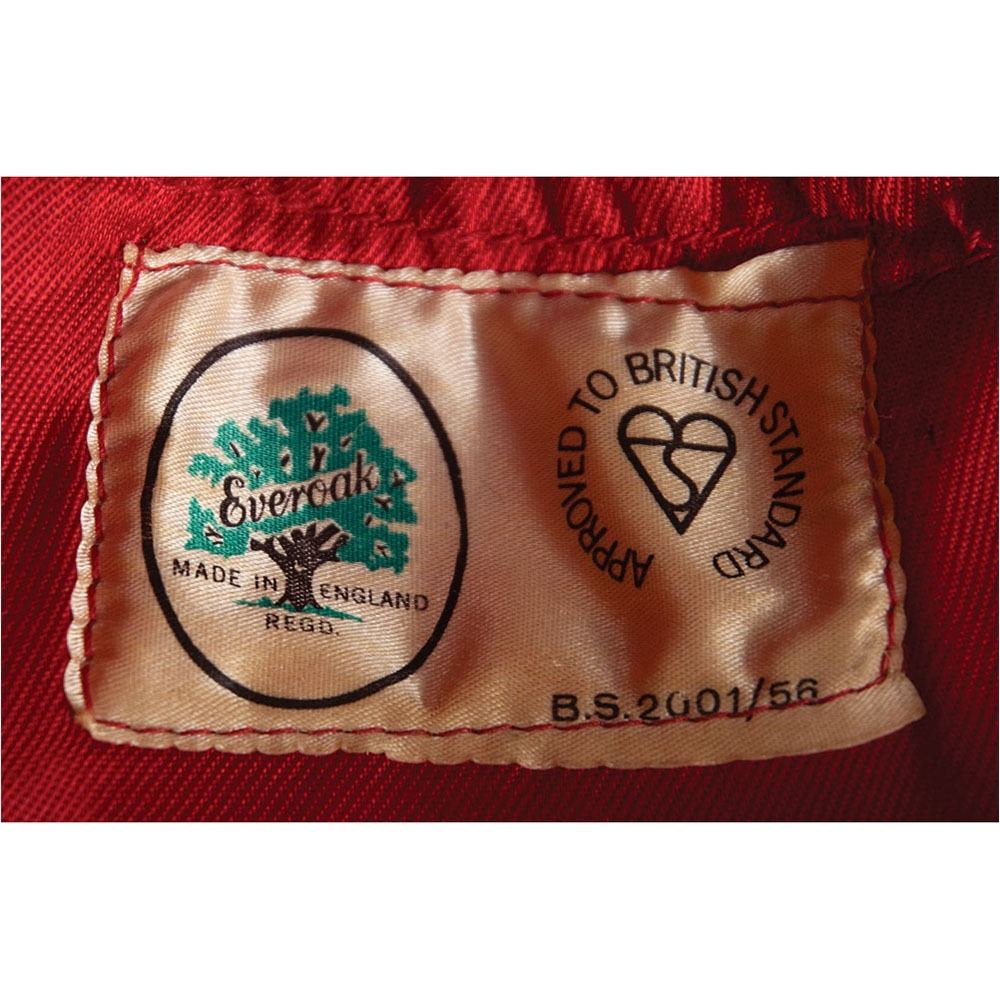 Everoak
MADE IN ENGLAND
REGD.
APPROVED TO BRITISH STANDARD
B.S.2001/56